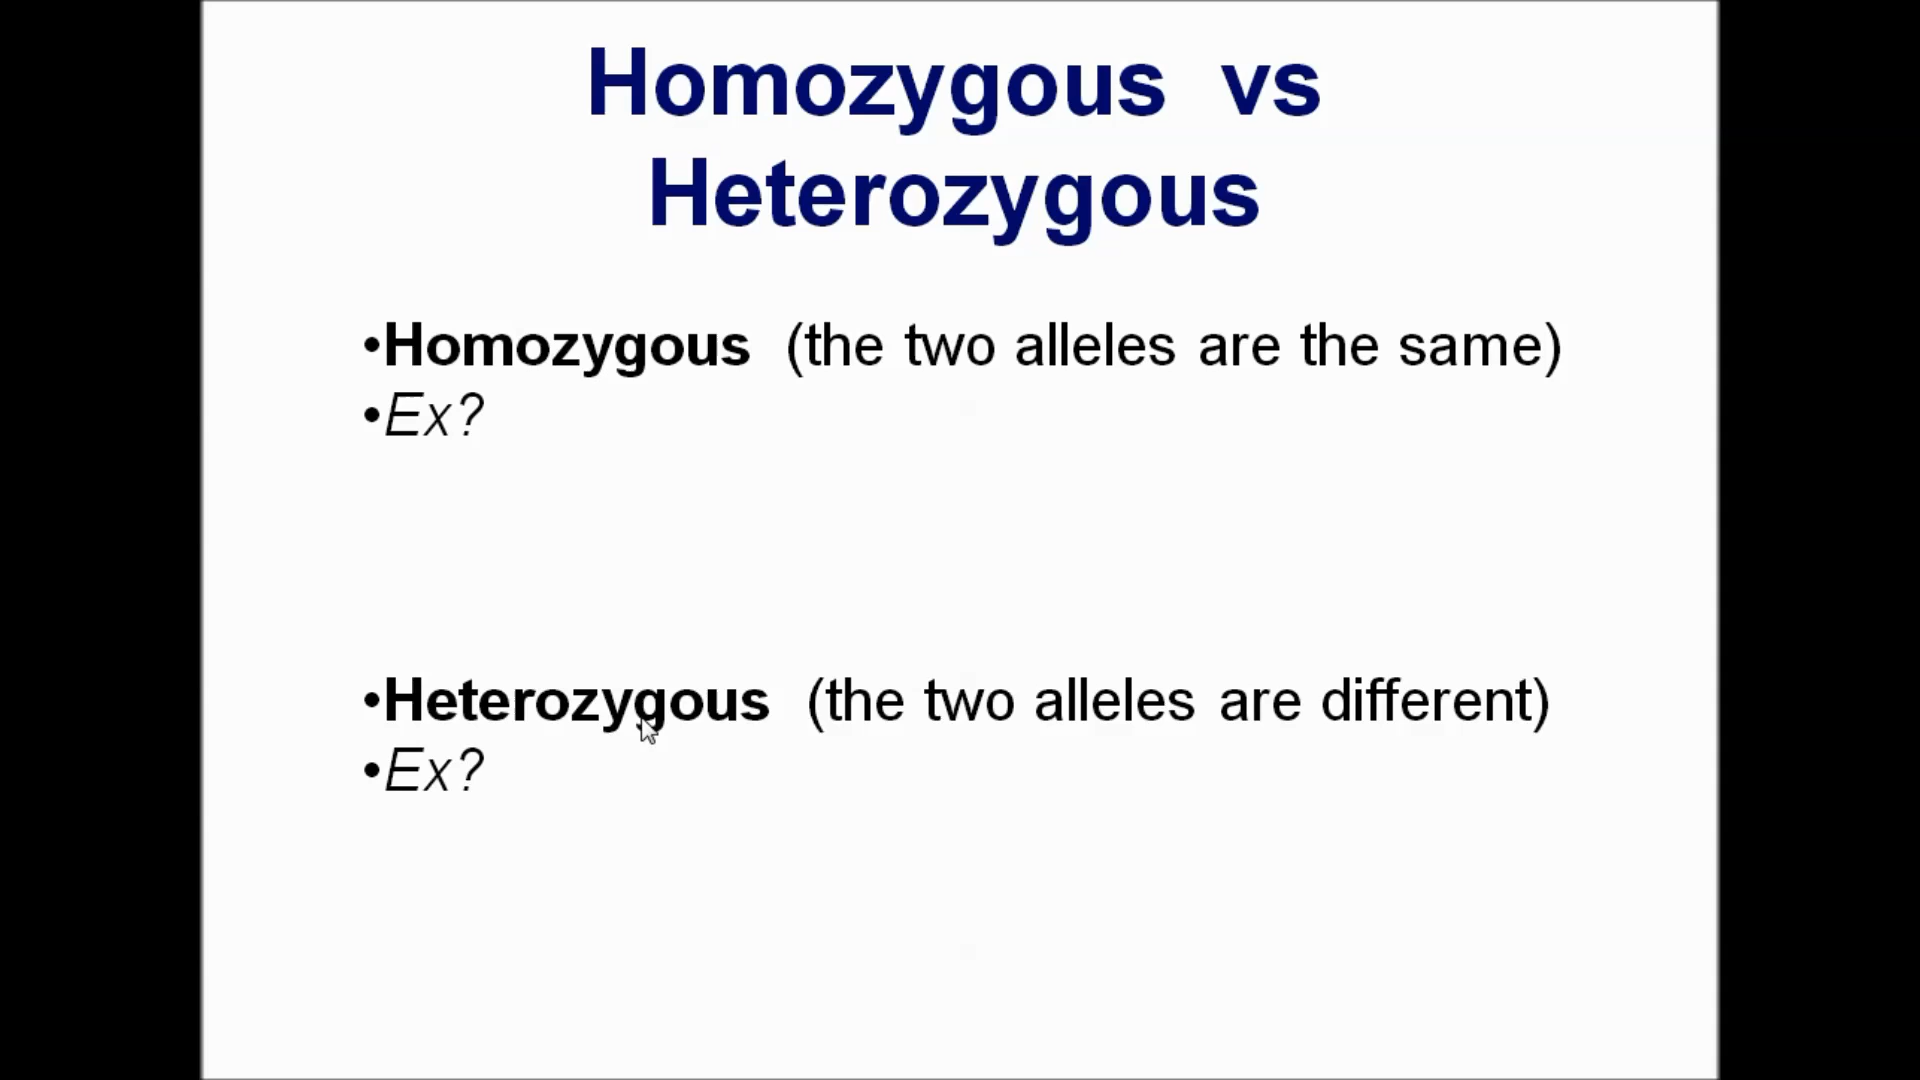 Homozygous vs
Heterozygous
•Homozygous (the two alleles are the same)
•Ex?
•Heterozygous (the two alleles are different)
•Ex?